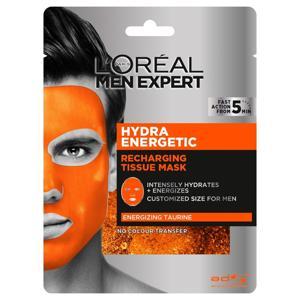 L'ORÉAL
MEN EXPERT
FAST
ACTION
FROM
5
MIN
HYDRA
ENERGETIC
RECHARGING
TISSUE MASK
INTENSELY HYDRATES
+ ENERGIZES
CUSTOMIZED SIZE FOR MEN
ENERGIZING TAURINE
NO COLOUR TRANSFER